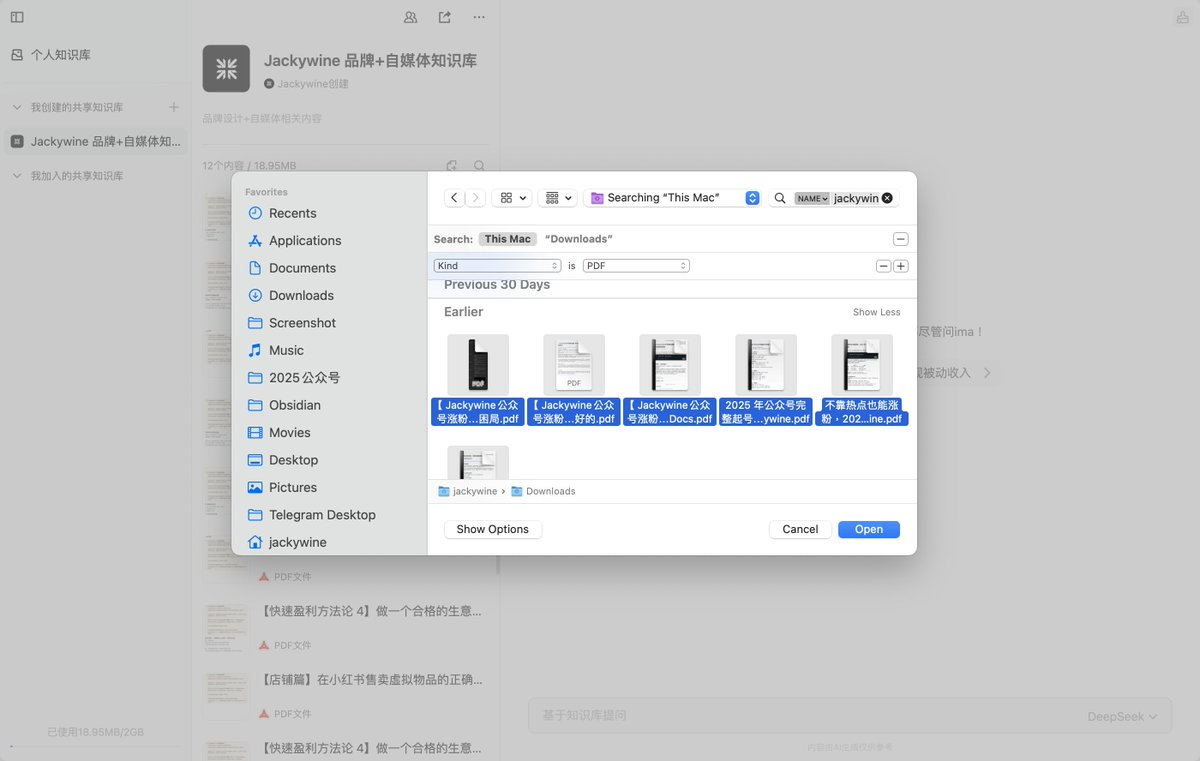 个人知识库
我创建的共享知识库
Jackywine 品牌+自媒体知...
我加入的共享知识库
已使用18.95MB/2GB
Jackywine 品牌+自媒体知识库
Jackywine创建
品牌设计+自媒体相关内容
12个内容 / 18.95MB
Favorites
Recents
Applications
Documents
Downloads
Screenshot
Music
2025 公众号
Obsidian
Movies
Desktop
Pictures
Telegram Desktop
jackywine
Searching “This Mac”
NAME
jackywin
Search: This Mac “Downloads”
Kind is PDF
Previous 30 Days
Earlier
Show Less
PDF
PDF
【 Jackywine 公众
号涨粉...困局.pdf
【 Jackywine 公众
号涨粉...好的.pdf
【 Jackywine 公众
号涨粉...Docs.pdf
2025 年公众号完
整起号...ywine.pdf
热点也能涨
粉，202...ine.pdf
jackywine › Downloads
Show Options
Cancel
Open
PDF文件
【快速盈利方法论 4】做一个合格的生意...
PDF文件
【店铺篇】在小红书售卖虚拟物品的正确...
PDF文件
【快速盈利方法论 4】做一个合格的生意...
尽管问ima！
被动收入
基于知识库提问
DeepSeek
内容由AI生成仅供参考